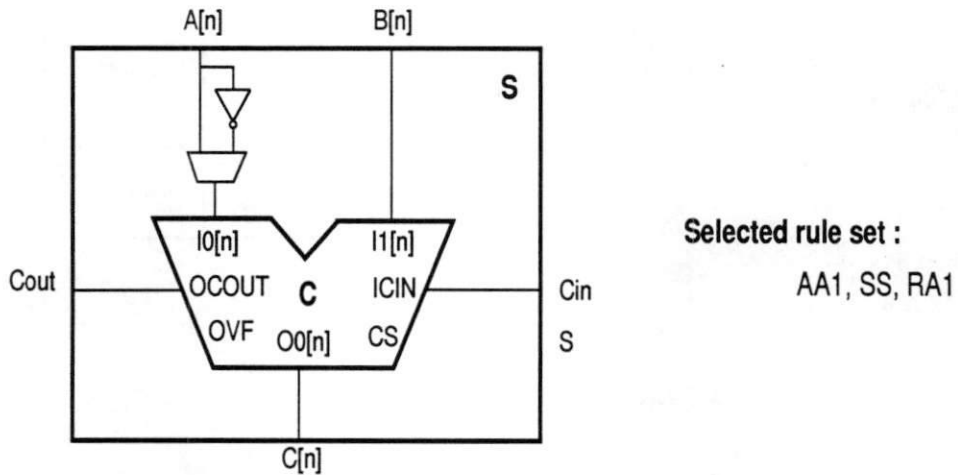 A[n] B[n]
S
I0[n] I1[n]
Selected rule set :
Cout OCOUT C ICIN Cin AA1, SS, RA1
OVF O0[n] CS S
C[n]